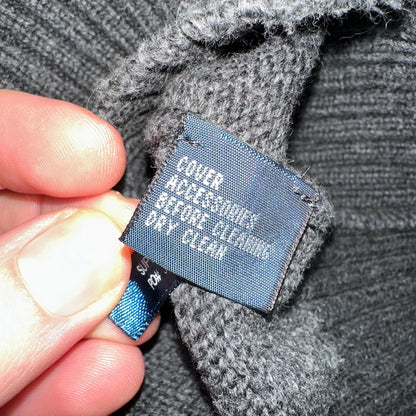 COVER
ACCESSORIES
BEFORE CLEANING
DRY CLEAN